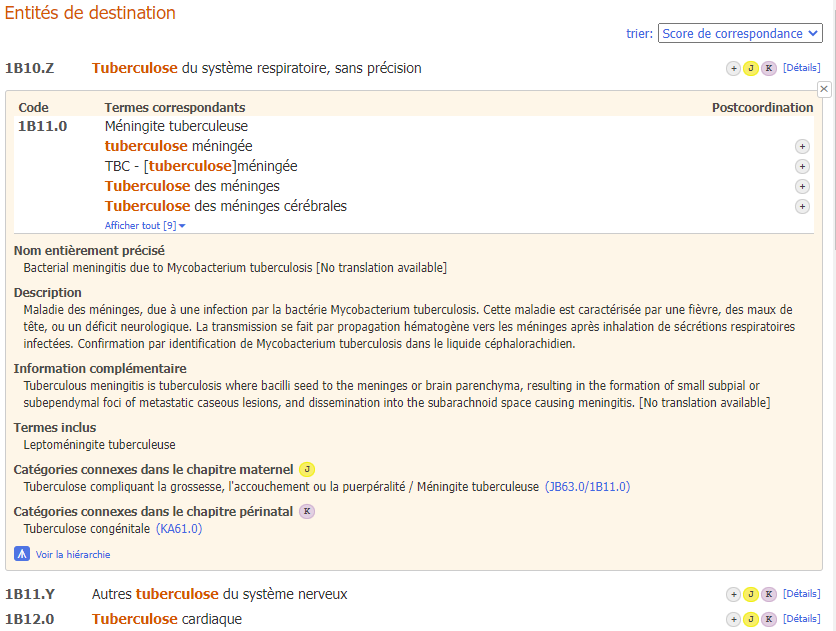 Entités de destination
trier: Score de correspondance
1B10.Z Tuberculose du système respiratoire, sans précision + J K [Détails]
Code Termes correspondants Postcoordination
1B11.0 Méningite tuberculeuse
tuberculose méningée +
TBC - [tuberculose]méningée +
Tuberculose des méninges +
Tuberculose des méninges cérébrales +
Afficher tout [9]
Nom entièrement précisé
Bacterial meningitis due to Mycobacterium tuberculosis [No translation available]
Description
Maladie des méninges, due à une infection par la bactérie Mycobacterium tuberculosis. Cette maladie est caractérisée par une fièvre, des maux de
tête, ou un déficit neurologique. La transmission se fait par propagation hématogène vers les méninges après inhalation de sécrétions respiratoires
infectées. Confirmation par identification de Mycobacterium tuberculosis dans le liquide céphalorachidien.
Information complémentaire
Tuberculous meningitis is tuberculosis where bacilli seed to the meninges or brain parenchyma, resulting in the formation of small subpial or
subependymal foci of metastatic caseous lesions, and dissemination into the subarachnoid space causing meningitis. [No translation available]
Termes inclus
Leptoméningite tuberculeuse
Catégories connexes dans le chapitre maternel J
Tuberculose compliquant la grossesse, l'accouchement ou la puerpéralité / Méningite tuberculeuse (JB63.0/1B11.0)
Catégories connexes dans le chapitre périnatal K
Tuberculose congénitale (KA61.0)
Voir la hiérarchie
1B11.Y Autres tuberculose du système nerveux + J K [Détails]
1B12.0 Tuberculose cardiaque + J K [Détails]